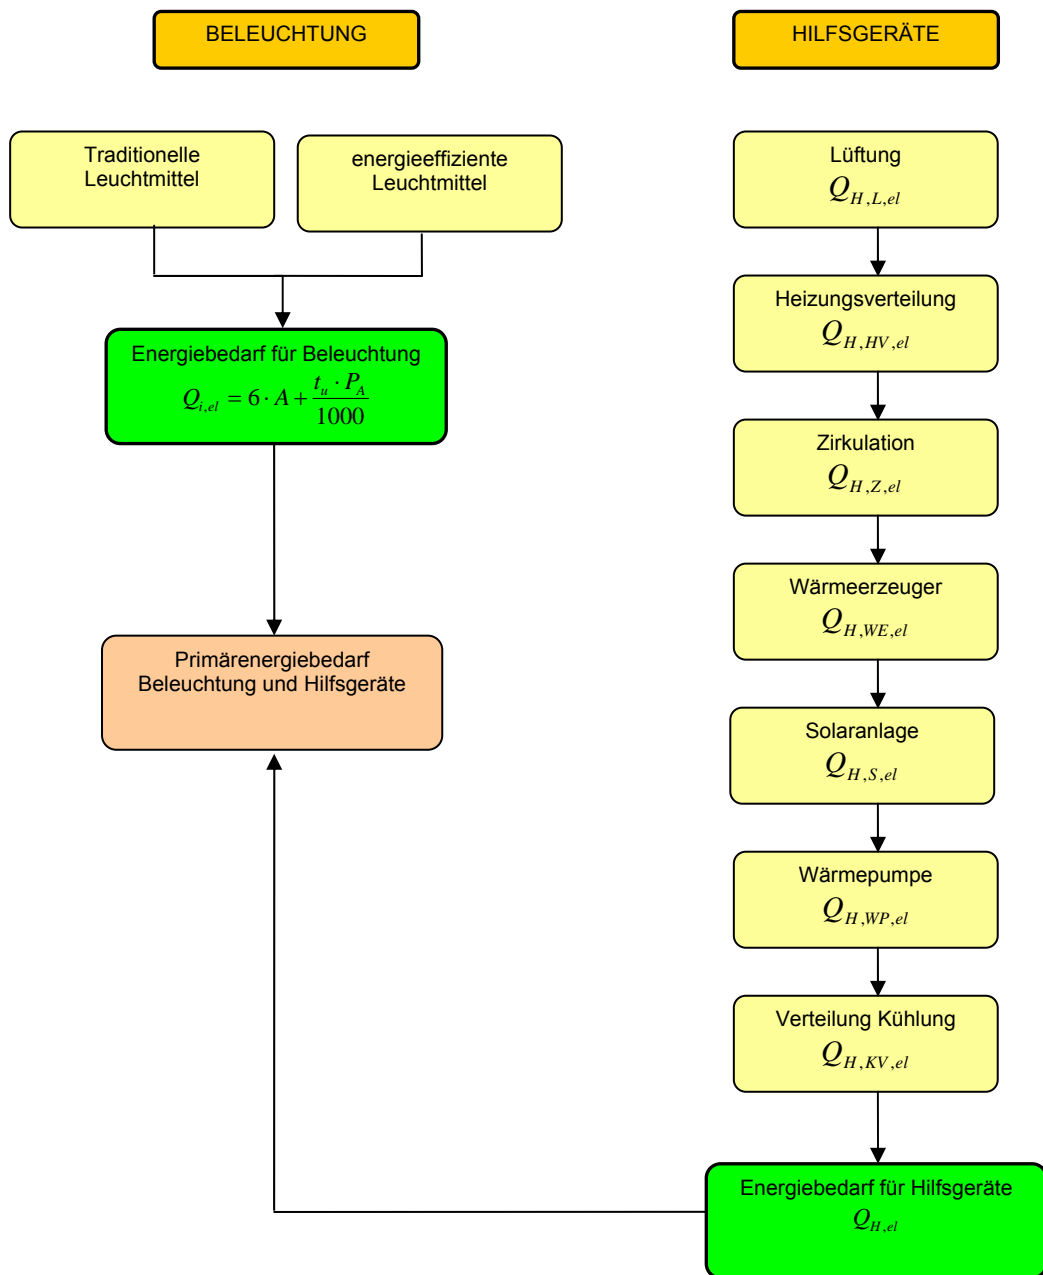 BELEUCHTUNG
HILFSGERÄTE
Traditionelle
Leuchtmittel
energieeffiziente
Leuchtmittel
Energiebedarf für Beleuchtung
Q_{i,el} = 6 · A + \frac{t_u · P_A}{1000}
Primärenergiebedarf
Beleuchtung und Hilfsgeräte
Lüftung
Q_{H,L,el}
Heizungsverteilung
Q_{H,HV,el}
Zirkulation
Q_{H,Z,el}
Wärmeerzeuger
Q_{H,WE,el}
Solaranlage
Q_{H,S,el}
Wärmepumpe
Q_{H,WP,el}
Verteilung Kühlung
Q_{H,KV,el}
Energiebedarf für Hilfsgeräte
Q_{H,el}